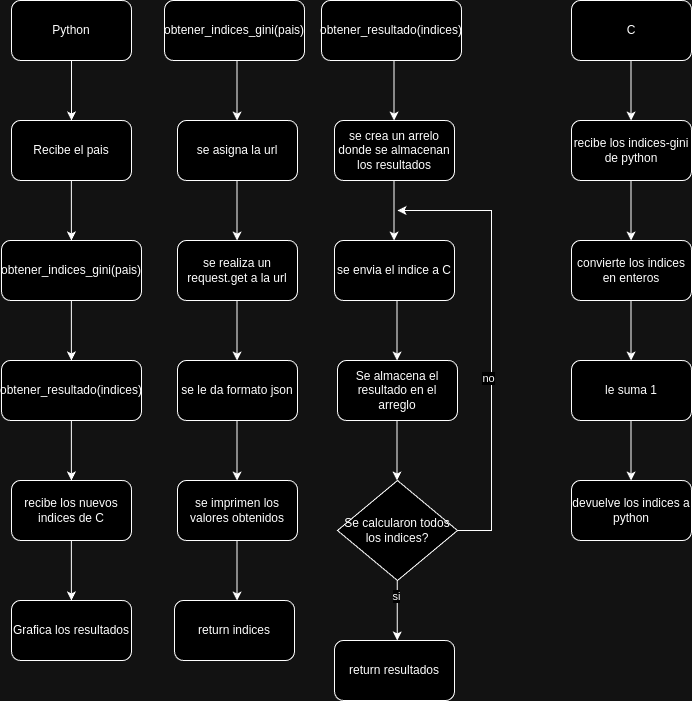 Python
Recibe el pais
obtener_indices_gini(pais)
obtener_resultado(indices)
recibe los nuevos
indices de C
Grafica los resultados
obtener_indices_gini(pais)
se asigna la url
se realiza un
request.get a la url
se le da formato json
se imprimen los
valores obtenidos
return indices
obtener_resultado(indices)
se crea un arrelo
donde se almacenan
los resultados
se envia el indice a C
Se almacena el
resultado en el
arreglo
Se calcularon todos
los indices?
no
si
return resultados
C
recibe los indices-gini
de python
convierte los indices
en enteros
le suma 1
devuelve los indices a
python